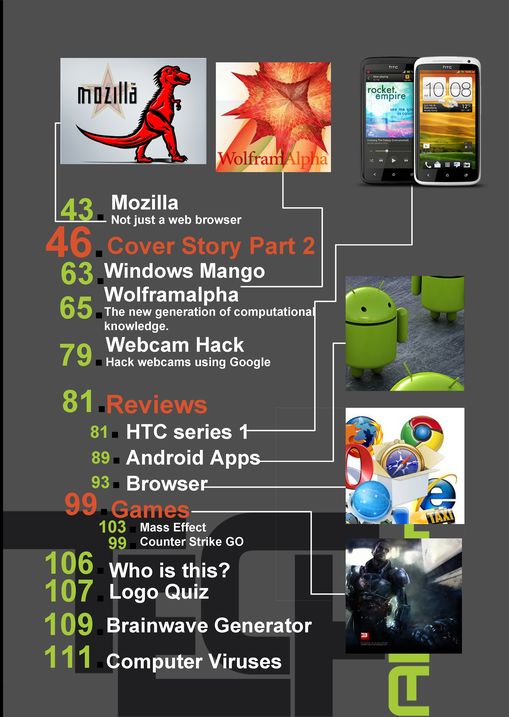 mozilla
WolframAlpha
rocket.
empire
10:08
43. Mozilla
Not just a web browser
46. Cover Story Part 2
63. Windows Mango
65. Wolframalpha
The new generation of computational
knowledge.
79. Webcam Hack
Hack webcams using Google
81. Reviews
81. HTC series 1
89. Android Apps
93. Browser
99. Games
103. Mass Effect
99. Counter Strike GO
106. Who is this?
107. Logo Quiz
109. Brainwave Generator
111. Computer Viruses
TAXI